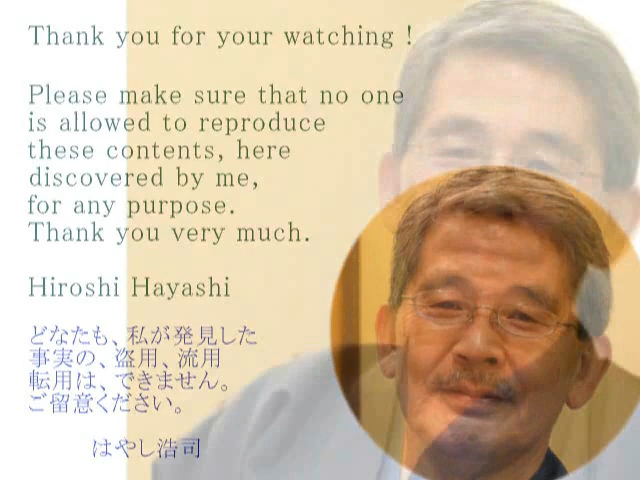 Thank you for your watching !
Please make sure that no one
is allowed to reproduce
these contents, here
discovered by me,
for any purpose.
Thank you very much.
Hiroshi Hayashi
どなたも、私が発見した
事実の、盗用、流用
転用は、できません。
ご留意ください。
はやし浩司